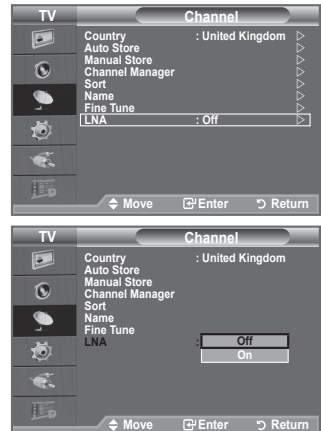 TV Channel
Country : United Kingdom
Auto Store
Manual Store
Channel Manager
Sort
Name
Fine Tune
LNA : Off
Move Enter Return
TV Channel
Country : United Kingdom
Auto Store
Manual Store
Channel Manager
Sort
Name
Fine Tune
LNA : Off
On
Move Enter Return